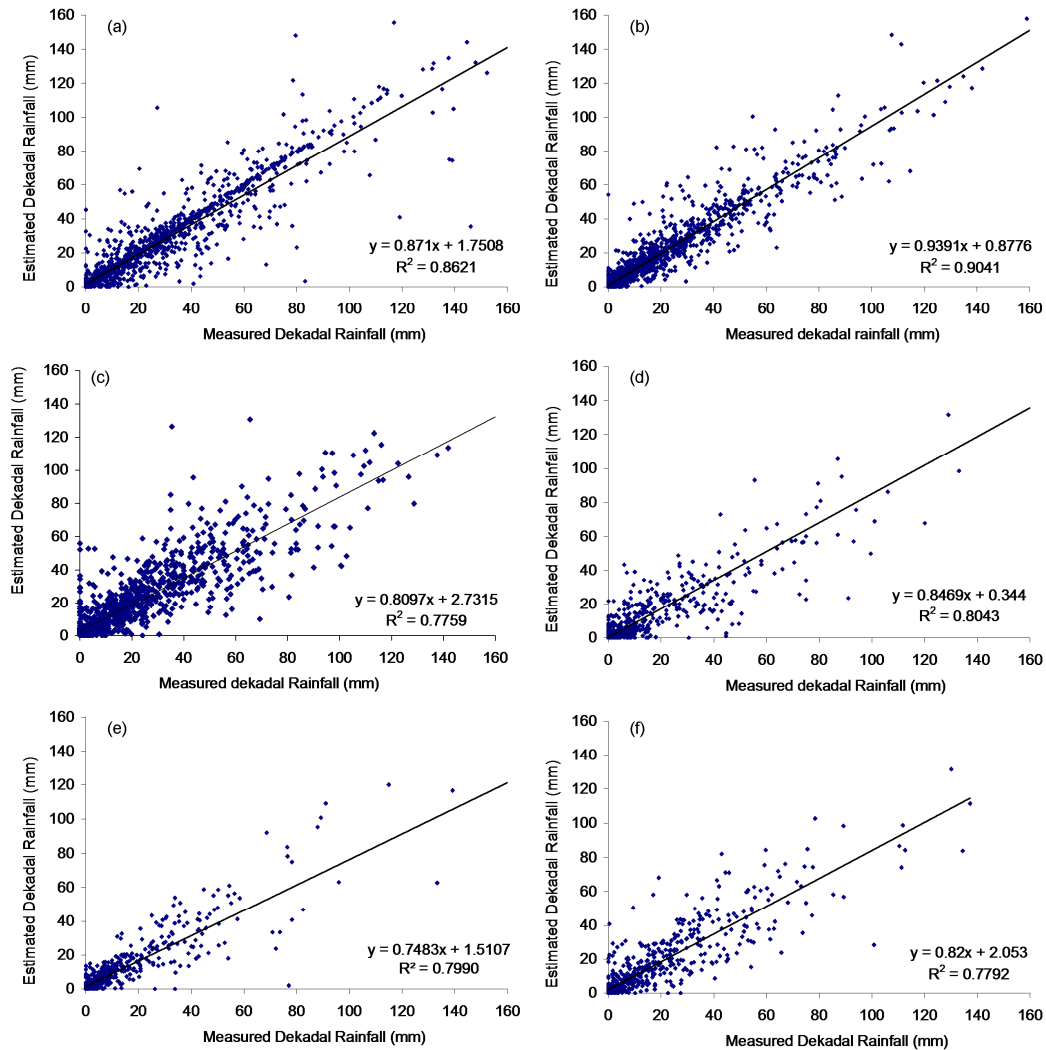 (a)
Estimated Dekadal Rainfall (mm)
160
140
120
100
80
60
40
20
0
y = 0.871x + 1.7508
R² = 0.8621
0 20 40 60 80 100 120 140 160
Measured Dekadal Rainfall (mm)
(b)
Estimated Dekadal Rainfall (mm)
160
140
120
100
80
60
40
20
0
y = 0.9391x + 0.8776
R² = 0.9041
0 20 40 60 80 100 120 140 160
Measured dekadal rainfall (mm)
(c)
Estimated Dekadal Rainfall (mm)
160
140
120
100
80
60
40
20
0
y = 0.8097x + 2.7315
R² = 0.7759
0 20 40 60 80 100 120 140 160
Measured dekadal Rainfall (mm)
(d)
Estimated Dekadal Rainfall (mm)
160
140
120
100
80
60
40
20
0
y = 0.8469x + 0.344
R² = 0.8043
0 20 40 60 80 100 120 140 160
Measured dekadal Rainfall (mm)
(e)
Estimated Dekadal Rainfall (mm)
160
140
120
100
80
60
40
20
0
y = 0.7483x + 1.5107
R² = 0.7990
0 20 40 60 80 100 120 140 160
Measured Dekadal Rainfall (mm)
(f)
Estimated Dekadal Rainfall (mm)
160
140
120
100
80
60
40
20
0
y = 0.82x + 2.053
R² = 0.7792
0 20 40 60 80 100 120 140 160
Measured Dekadal Rainfall (mm)